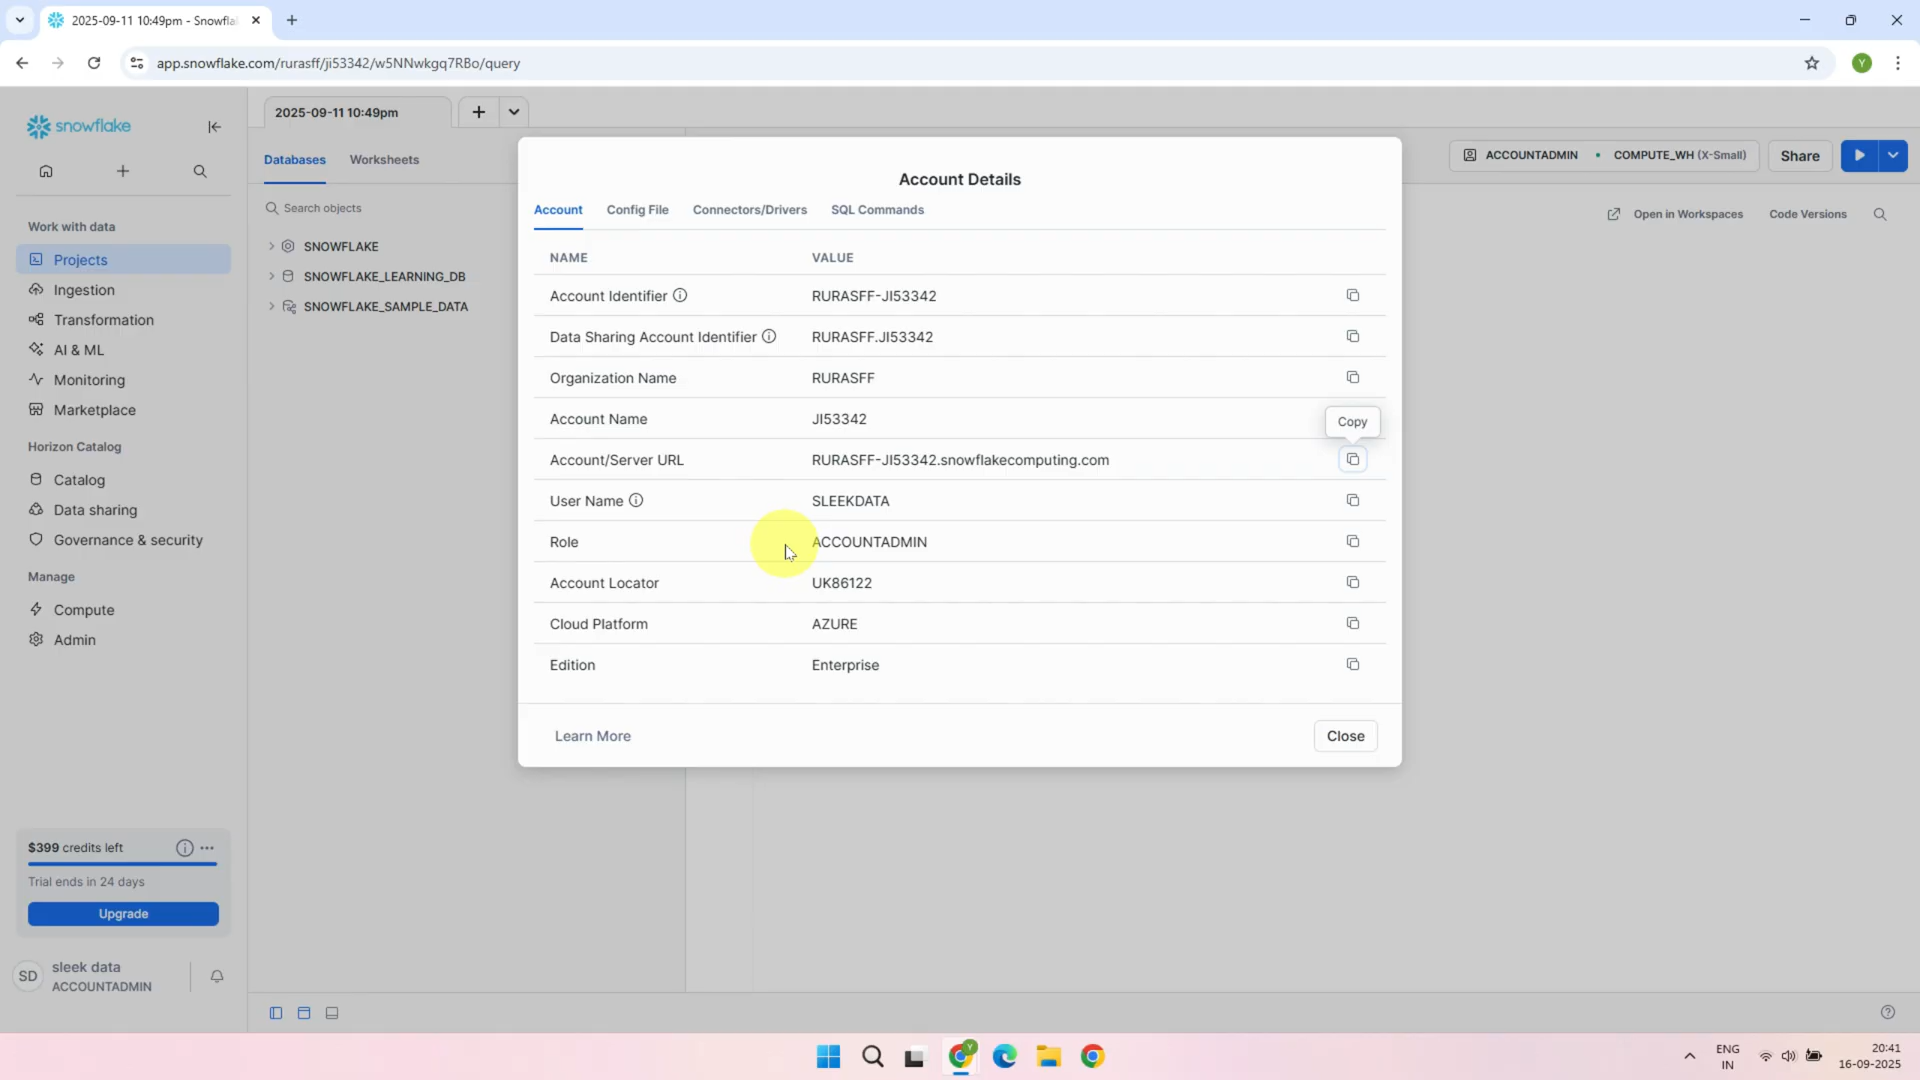 2025-09-11 10:49pm - Snowfla
app.snowflake.com/rurasff/ji53342/w5NNwkgq7RBo/query
Y
snowflake
Work with data
Projects
Ingestion
Transformation
AI & ML
Monitoring
Marketplace
Horizon Catalog
Catalog
Data sharing
Governance & security
Manage
Compute
Admin
$399 credits left
Trial ends in 24 days
Upgrade
SD
sleek data
ACCOUNTADMIN
2025-09-11 10:49pm
Databases Worksheets
Search objects
SNOWFLAKE
SNOWFLAKE_LEARNING_DB
SNOWFLAKE_SAMPLE_DATA
ACCOUNTADMIN COMPUTE_WH (X-Small) Share
Open in Workspaces Code Versions
Account Details
Account Config File Connectors/Drivers SQL Commands
NAME VALUE
Account Identifier RURASFF-JI53342
Data Sharing Account Identifier RURASFF.JI53342
Organization Name RURASFF
Account Name JI53342
Copy
Account/Server URL RURASFF-JI53342.snowflakecomputing.com
User Name SLEEKDATA
Role ACCOUNTADMIN
Account Locator UK86122
Cloud Platform AZURE
Edition Enterprise
Learn More Close
Y
ENG
IN
20:41
16-09-2025